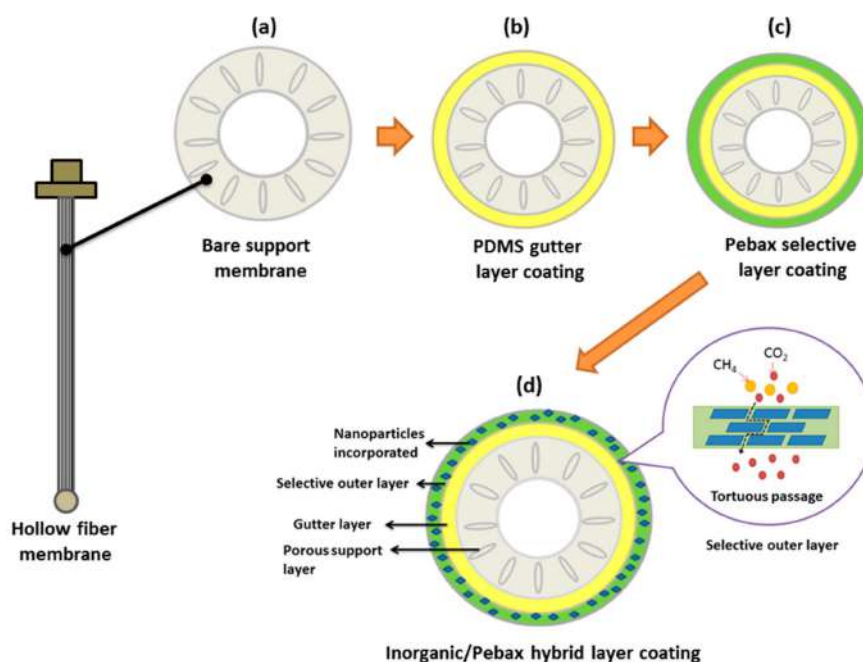 (a)
(b)
(c)
Bare support
membrane
PDMS gutter
layer coating
Pebax selective
layer coating
Hollow fiber
membrane
(d)
Nanoparticles
incorporated
Selective outer layer
Gutter layer
Porous support
layer
CH₄
CO₂
Tortuous passage
Selective outer layer
Inorganic/Pebax hybrid layer coating